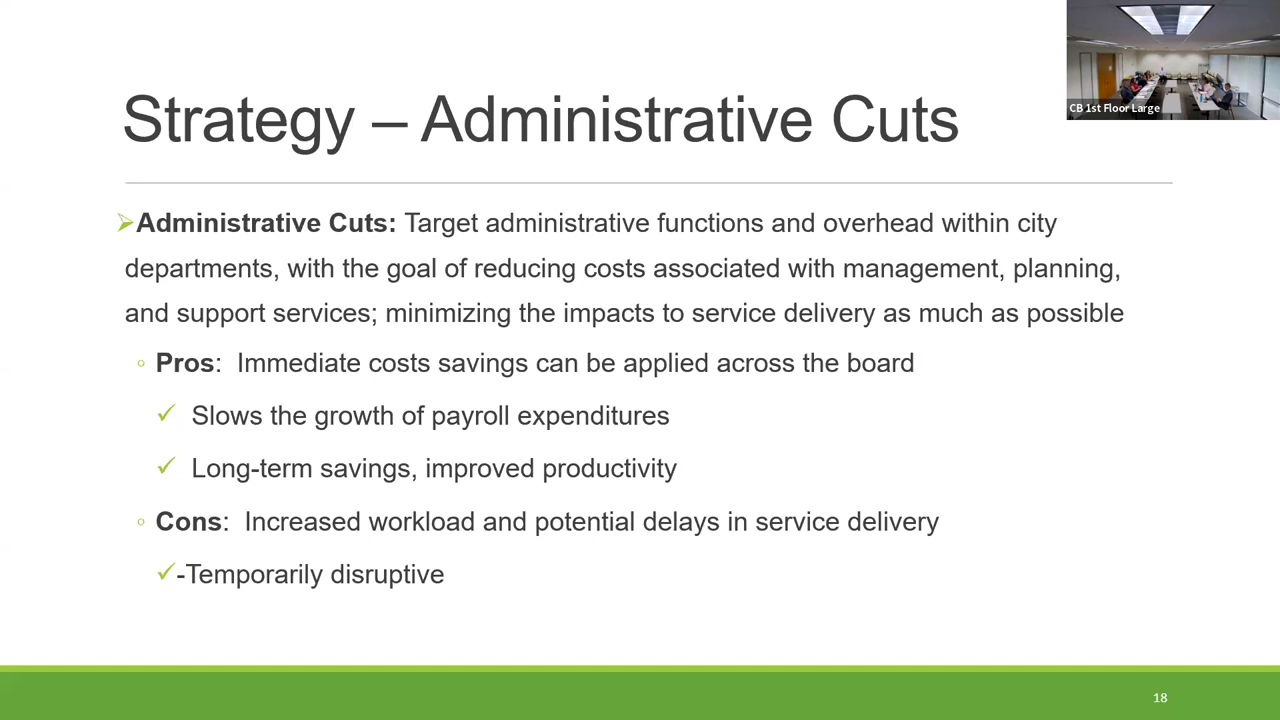 CB 1st Floor Large
Strategy – Administrative Cuts
➢Administrative Cuts: Target administrative functions and overhead within city
departments, with the goal of reducing costs associated with management, planning,
and support services; minimizing the impacts to service delivery as much as possible
◦ Pros:  Immediate costs savings can be applied across the board
✓ Slows the growth of payroll expenditures
✓ Long-term savings, improved productivity
◦ Cons:  Increased workload and potential delays in service delivery
✓-Temporarily disruptive
18